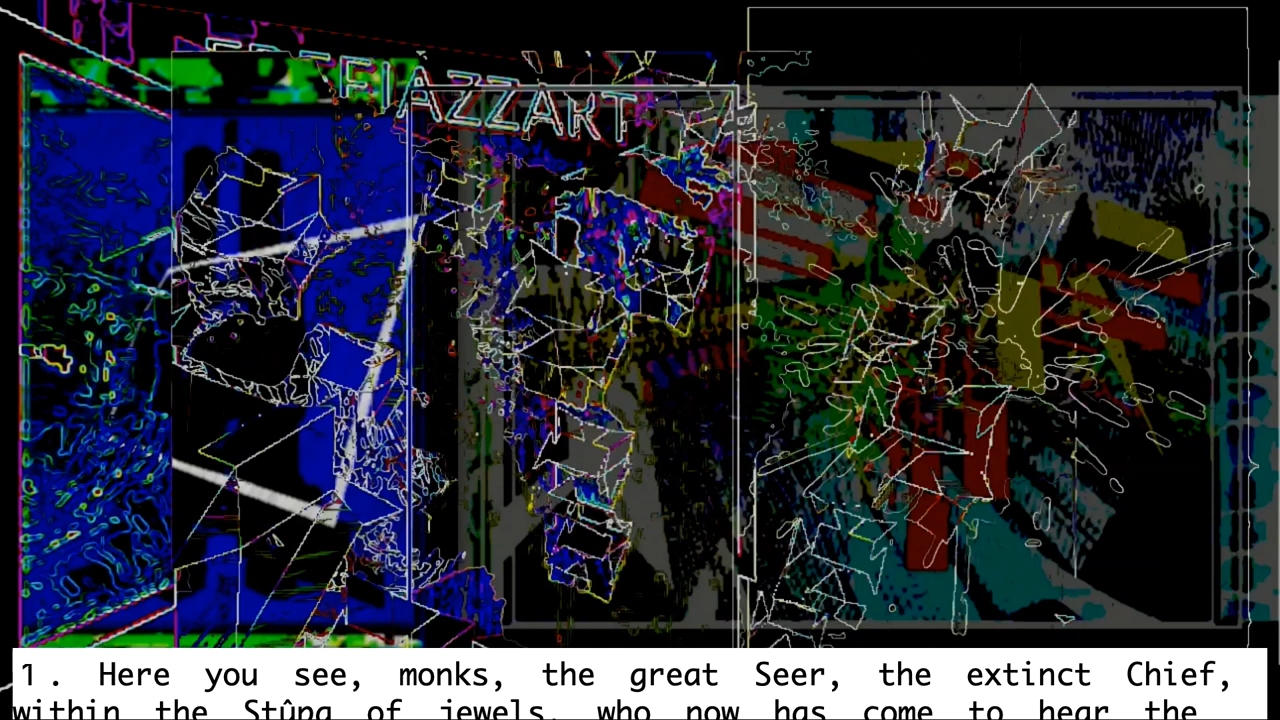 FIAZZART
1. Here you see, monks, the great Seer, the extinct Chief,
within the Stûpa of jewels, who now has come to hear the